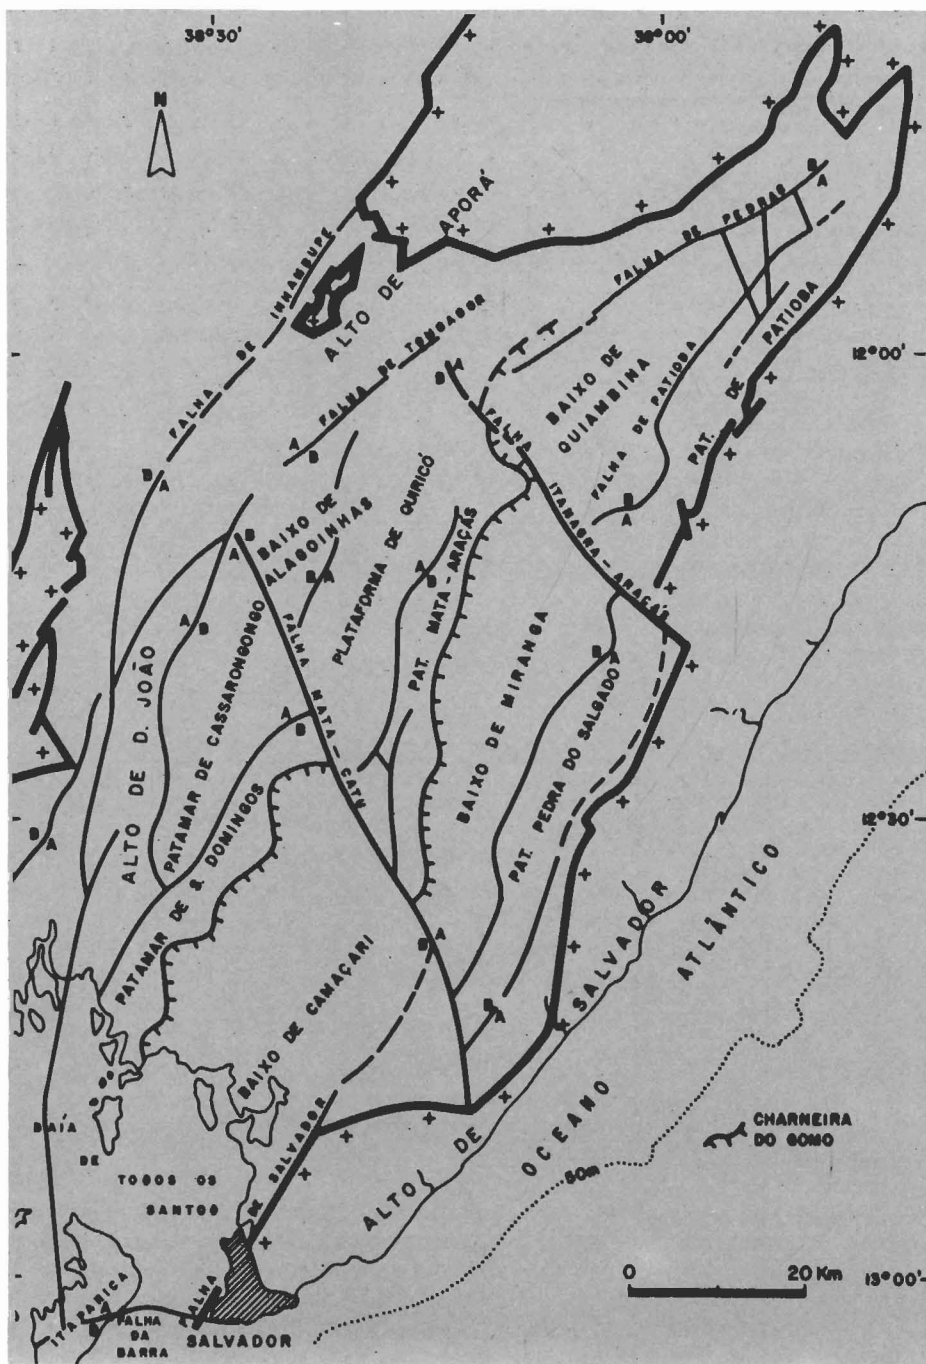 38°30'
38°00'
N
ALTO DE APORÁ
FALHA DE INHAMBUPE
FALHA DE TOMBADOR
FALHA DE PEDRAS
B
A
12°00'
BAIXO DE
QUIAMBINA
FALHA DE PATIOBA
PAT. DE PATIOBA
B A
FALHA ITANAGRA - ARAÇÁS
B A
A B
B A
BAIXO DE
ALAGOINHAS
B A
PLATAFORMA DE QUIRICÓ
A B
PAT. MATA - ARAÇÁS
A B
A B
ALTO DE D. JOÃO
PATAMAR DE CASSARONGONGO
FALHA MATA - CATU
A B
PATAMAR DE S. DOMINGOS
BAIXO DE MIRANGA
B A
PAT. PEDRA DO SALGADO
B A
12°30'
B A
B A
BAIXO DE CAMAÇARI
ALTO DE SALVADOR
OCEANO ATLÂNTICO
50m
CHARNEIRA
DO GOMO
BAÍA
DE
TODOS OS
SANTOS
FALHA DE SALVADOR
ITAPARICA
A
B
FALHA
DA
BARRA
SALVADOR
0 20 Km
13°00'